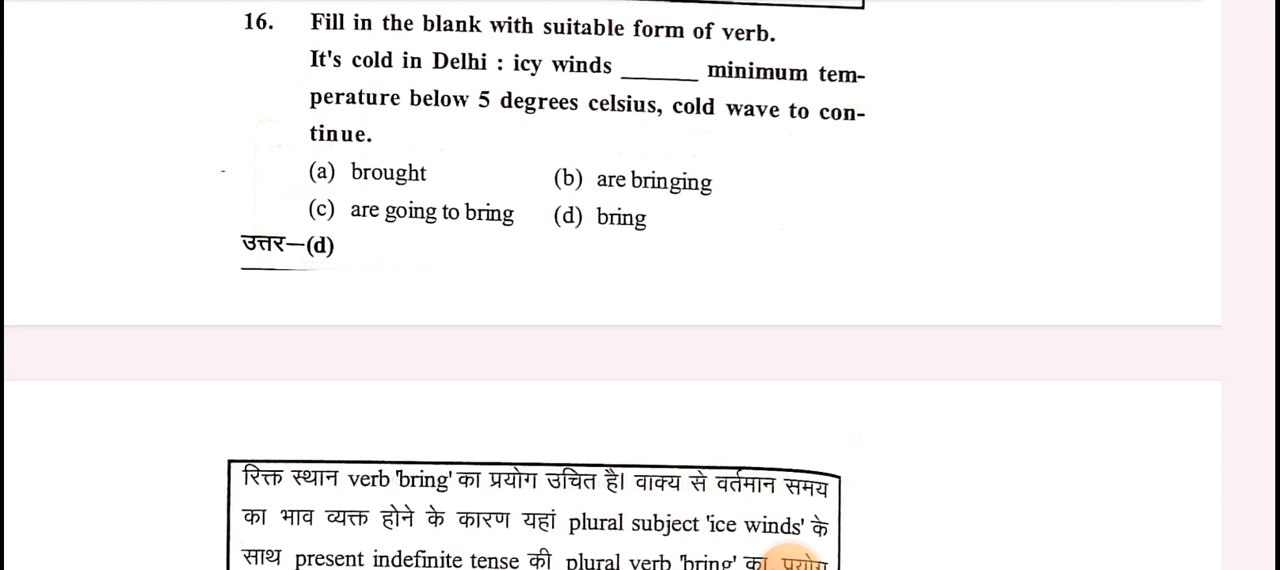 16. Fill in the blank with suitable form of verb.
It's cold in Delhi : icy winds ______ minimum tem-
perature below 5 degrees celsius, cold wave to con-
tinue.
(a) brought (b) are bringing
(c) are going to bring (d) bring
उत्तर—(d)
रिक्त स्थान verb 'bring' का प्रयोग उचित है। वाक्य से वर्तमान समय
का भाव व्यक्त होने के कारण यहां plural subject 'ice winds' के
साथ present indefinite tense की plural verb 'bring' का प्रयोग